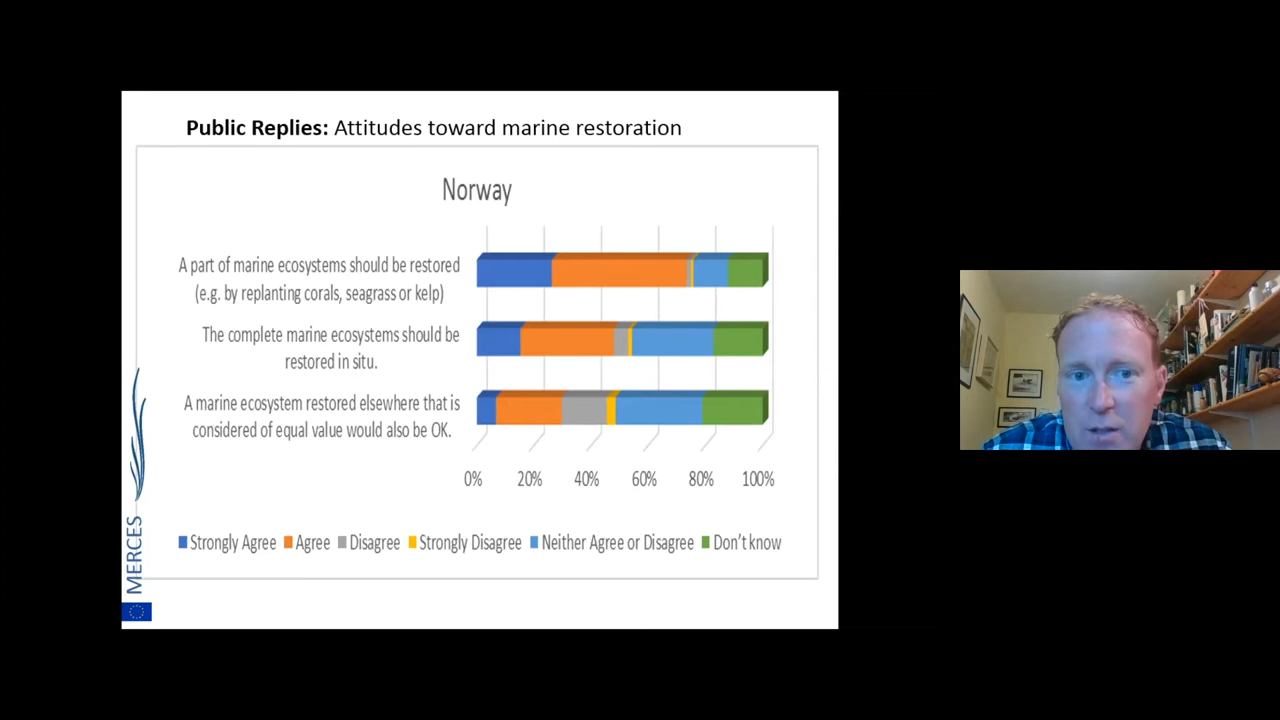 Public Replies: Attitudes toward marine restoration
Norway
A part of marine ecosystems should be restored
(e.g. by replanting corals, seagrass or kelp)
The complete marine ecosystems should be
restored in situ.
A marine ecosystem restored elsewhere that is
considered of equal value would also be OK.
0% 20% 40% 60% 80% 100%
Strongly Agree Agree Disagree Strongly Disagree Neither Agree or Disagree Don't know
MERCES